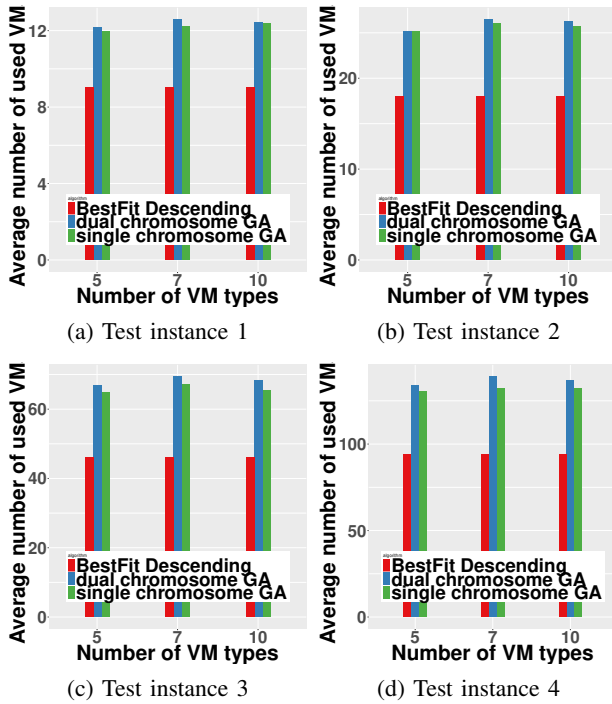 Average number of used VM
12
9
6
4
0
algorithm
BestFit Descending
dual chromosome GA
single chromosome GA
5 7 10
Number of VM types
(a) Test instance 1
Average number of used VM
20
10
0
algorithm
BestFit Descending
dual chromosome GA
single chromosome GA
5 7 10
Number of VM types
(b) Test instance 2
Average number of used VM
60
40
20
0
algorithm
BestFit Descending
dual chromosome GA
single chromosome GA
5 7 10
Number of VM types
(c) Test instance 3
Average number of used VM
100
50
0
algorithm
BestFit Descending
dual chromosome GA
single chromosome GA
5 7 10
Number of VM types
(d) Test instance 4